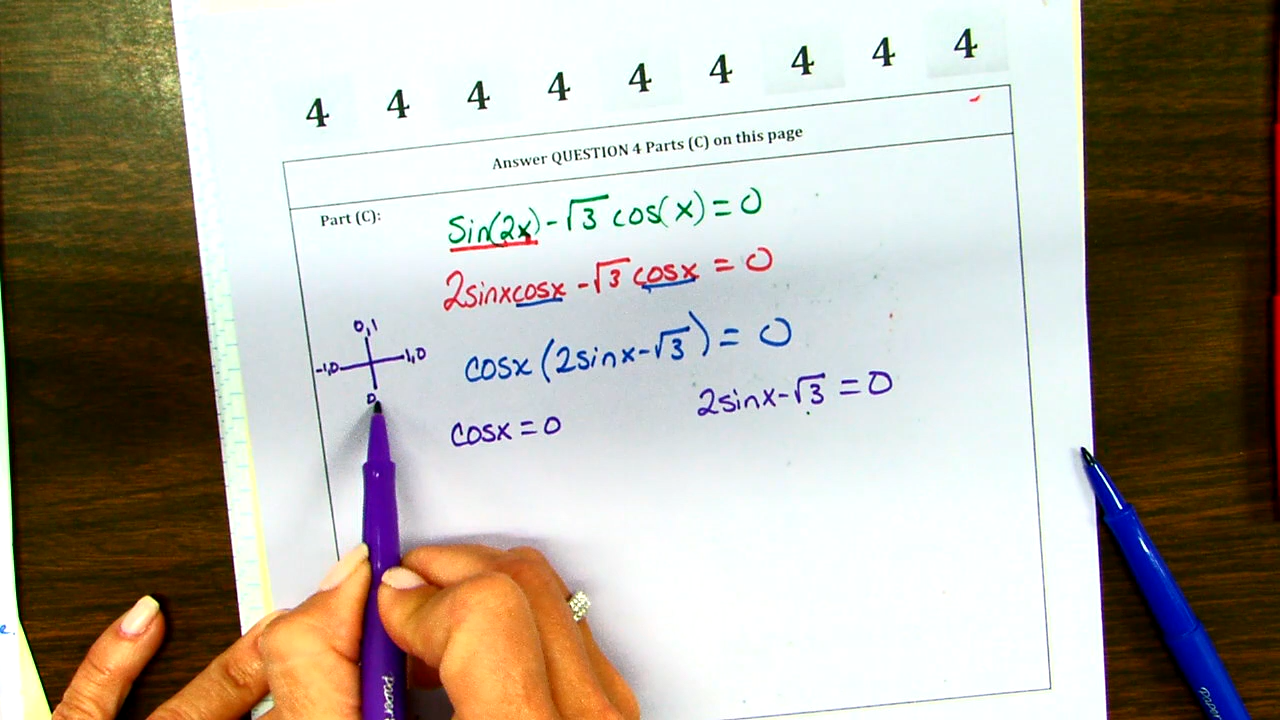 4 4 4 4 4 4 4 4 4
Answer QUESTION 4 Parts (C) on this page
Part (C):
Sin(2x) - √3 cos(x) = 0
2sinxcosx - √3 cosx = 0
0,1
-1,0 1,0
0
cosx (2sinx - √3) = 0
2sinx - √3 = 0
cosx = 0
e.